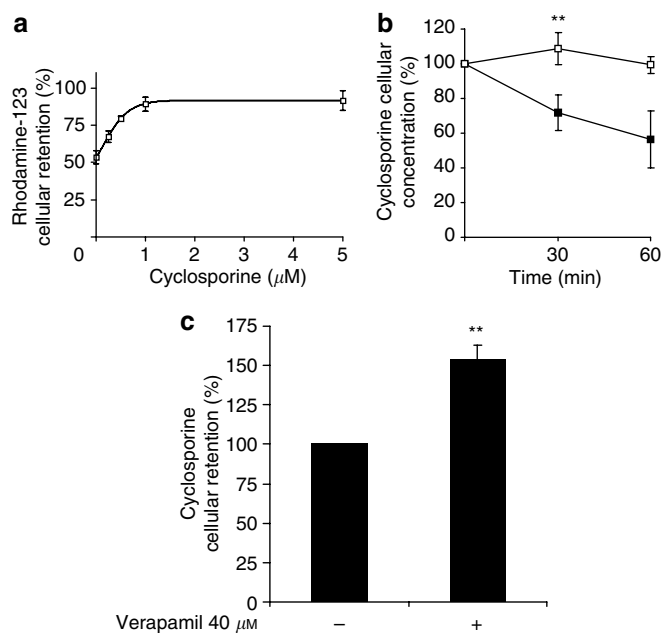 a
Rhodamine-123
cellular retention (%)
100
75
50
25
0 1 2 3 4 5
Cyclosporine (μM)
b
Cyclosporine cellular
concentration (%)
120
100
80
60
40
20
0
**
30 60
Time (min)
c
Cyclosporine
cellular retention (%)
175
150
125
100
75
50
25
0
**
Verapamil 40 μM – +